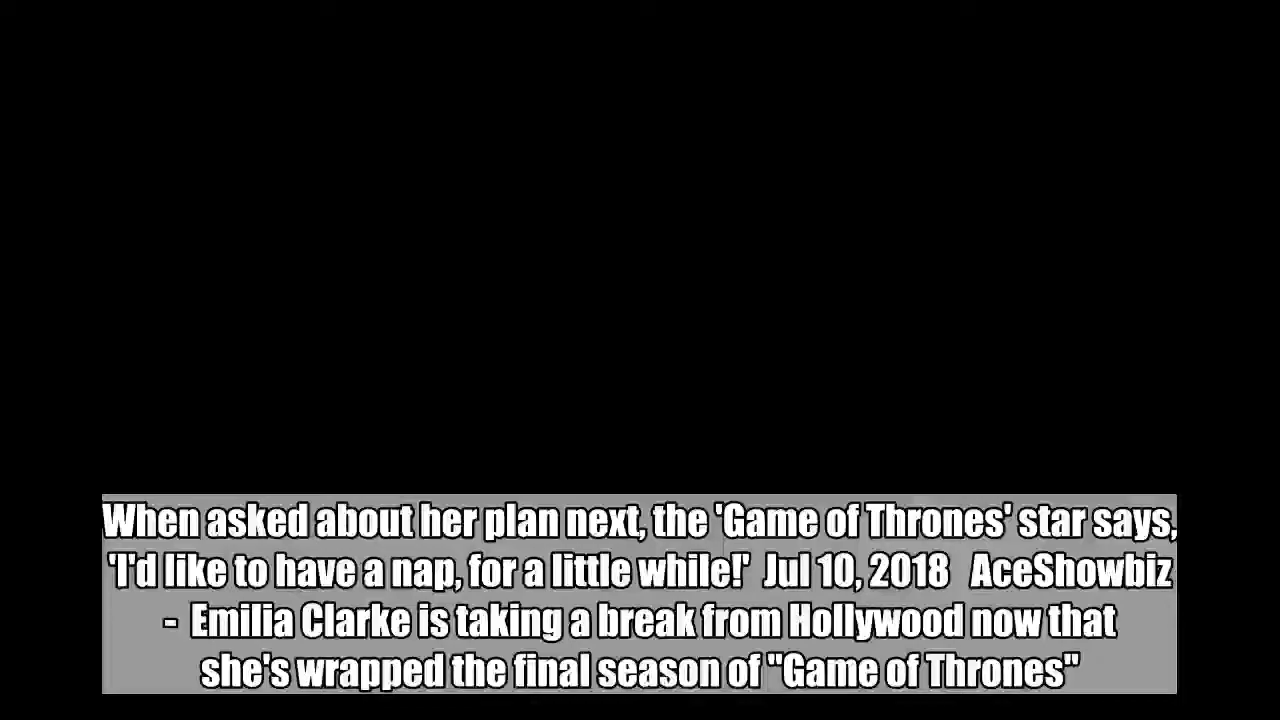 When asked about her plan next, the 'Game of Thrones' star says,
'I'd like to have a nap, for a little while!' Jul 10, 2018 AceShowbiz
- Emilia Clarke is taking a break from Hollywood now that
she's wrapped the final season of "Game of Thrones"